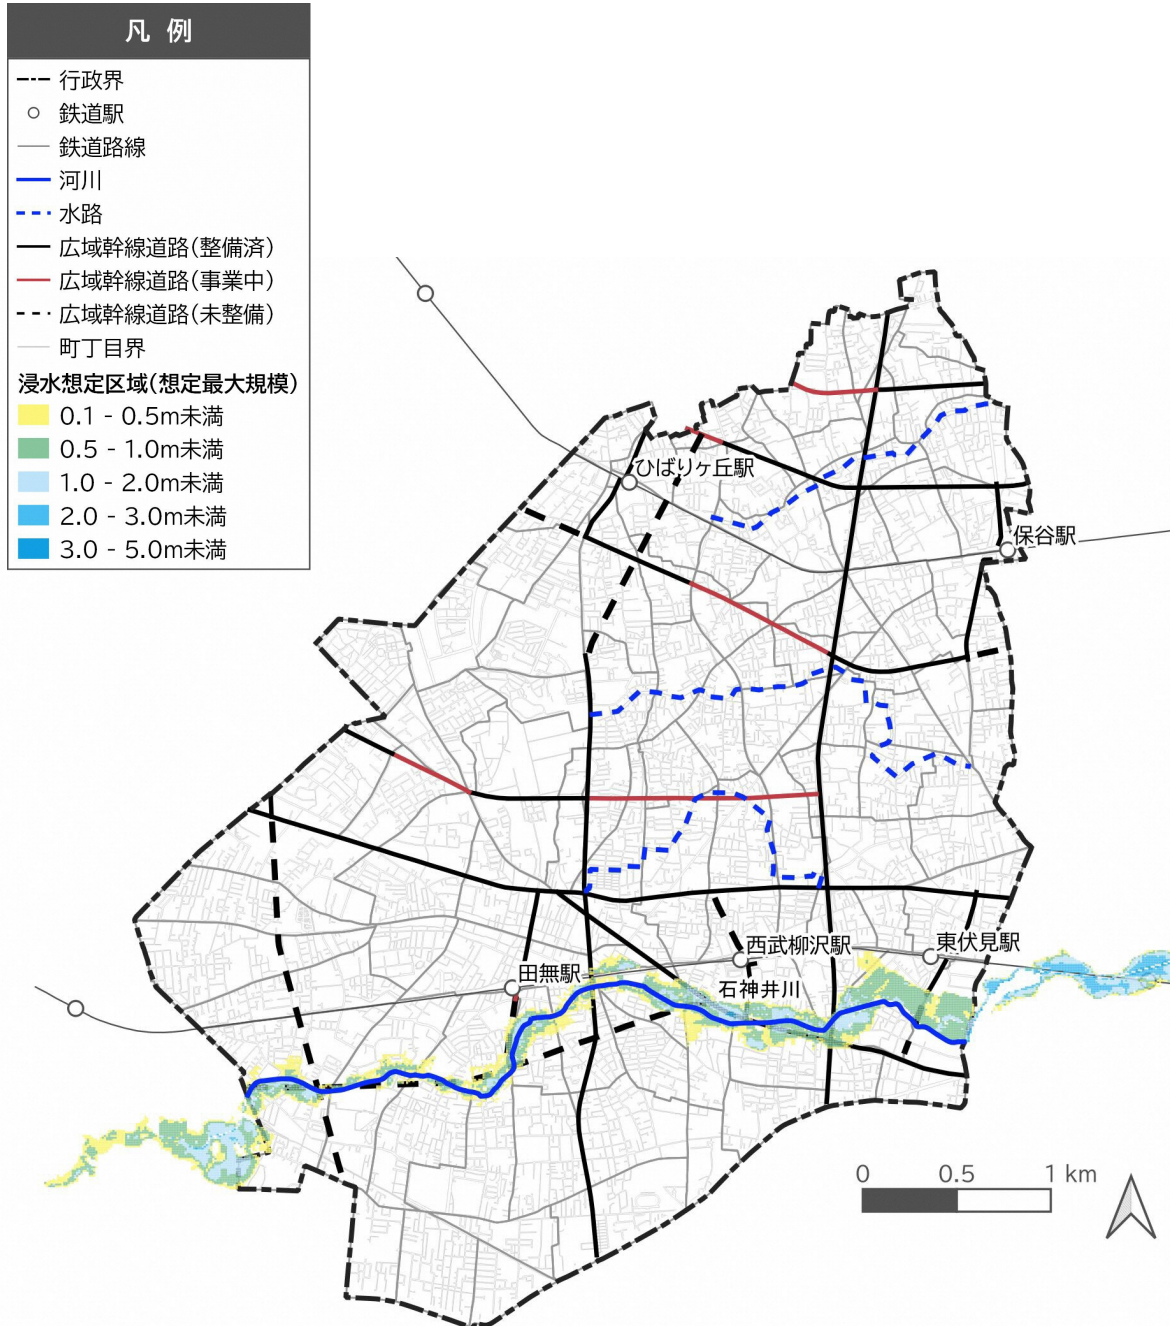 凡 例
行政界
鉄道駅
鉄道路線
河川
水路
広域幹線道路(整備済)
広域幹線道路(事業中)
広域幹線道路(未整備)
町丁目界
浸水想定区域(想定最大規模)
0.1 - 0.5m未満
0.5 - 1.0m未満
1.0 - 2.0m未満
2.0 - 3.0m未満
3.0 - 5.0m未満
ひばりヶ丘駅
保谷駅
西武柳沢駅
東伏見駅
田無駅
石神井川
0 0.5 1 km